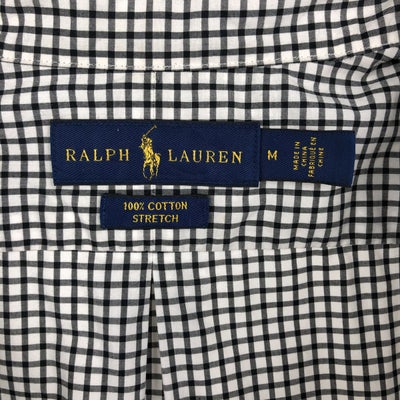 RALPH LAUREN
M
MADE IN
CHINA
FABRIQUÉ EN
CHINE
100% COTTON
STRETCH